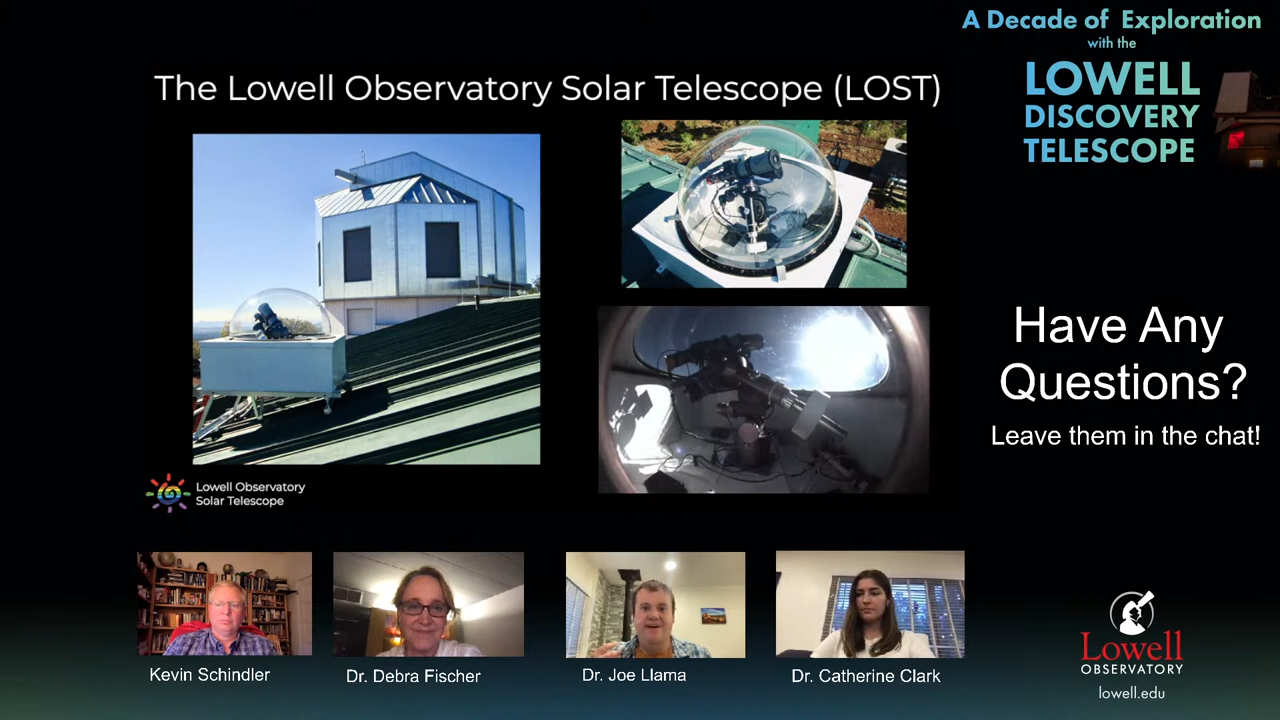 A Decade of Exploration
with the
LOWELL
DISCOVERY
TELESCOPE
The Lowell Observatory Solar Telescope (LOST)
Have Any
Questions?
Leave them in the chat!
Lowell Observatory
Solar Telescope
Kevin Schindler
Dr. Debra Fischer
Dr. Joe Llama
Dr. Catherine Clark
Lowell
OBSERVATORY
lowell.edu